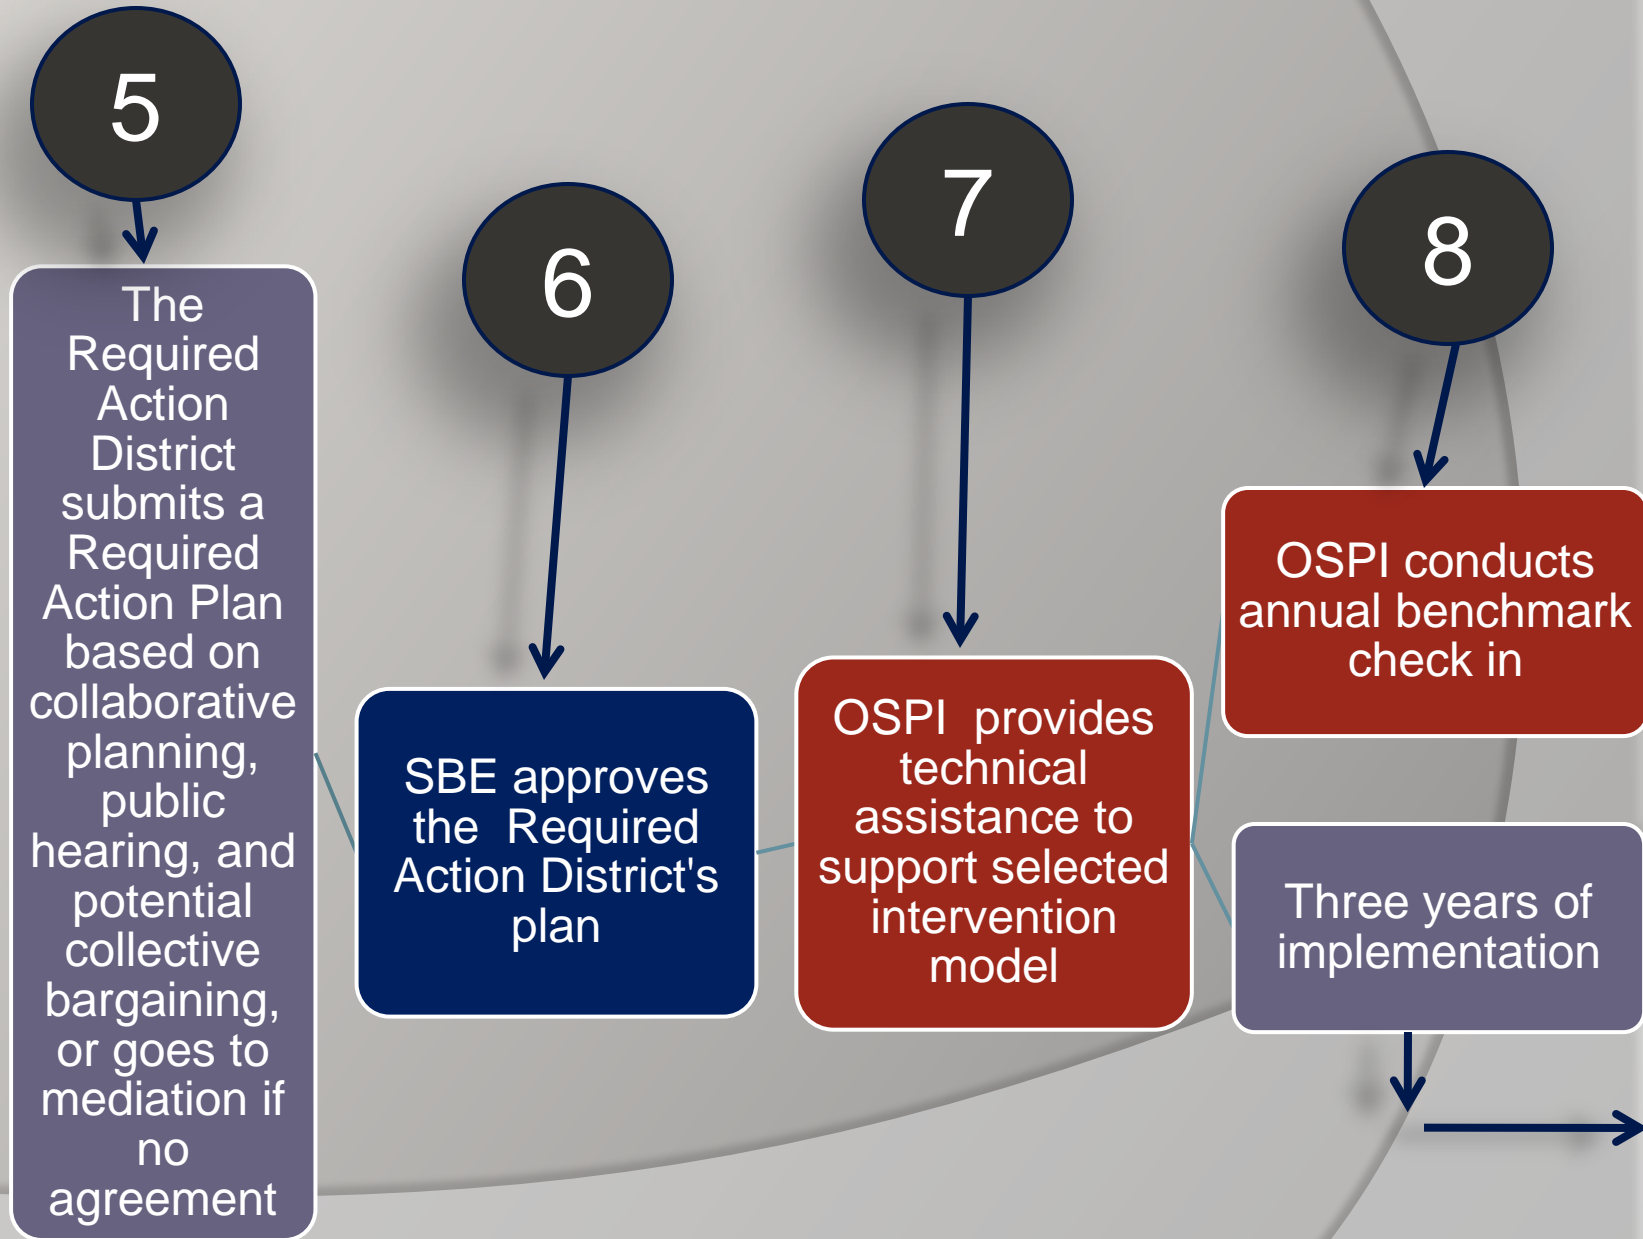 5
The
Required
Action
District
submits a
Required
Action Plan
based on
collaborative
planning,
public
hearing, and
potential
collective
bargaining,
or goes to
mediation if
no
agreement
6
SBE approves
the Required
Action District's
plan
7
OSPI provides
technical
assistance to
support selected
intervention
model
8
OSPI conducts
annual benchmark
check in
Three years of
implementation